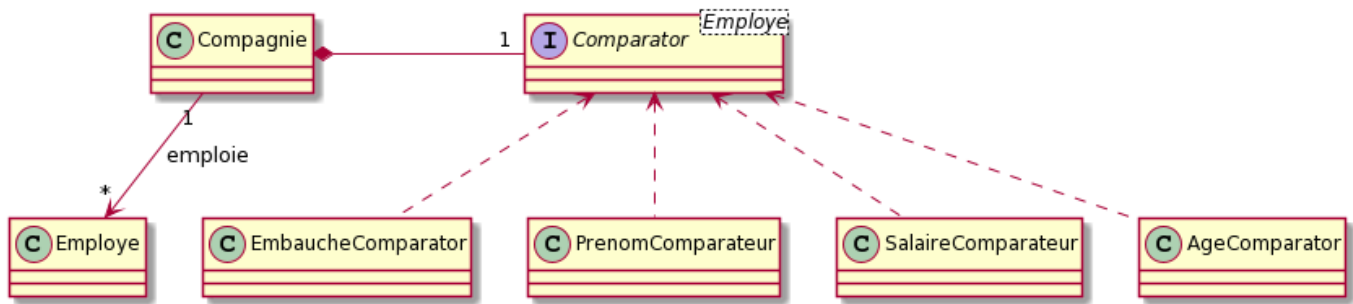 C Compagnie
1
I Comparator
Employe
1
emploie
*
C Employe
C EmbaucheComparator
C PrenomComparateur
C SalaireComparateur
C AgeComparator